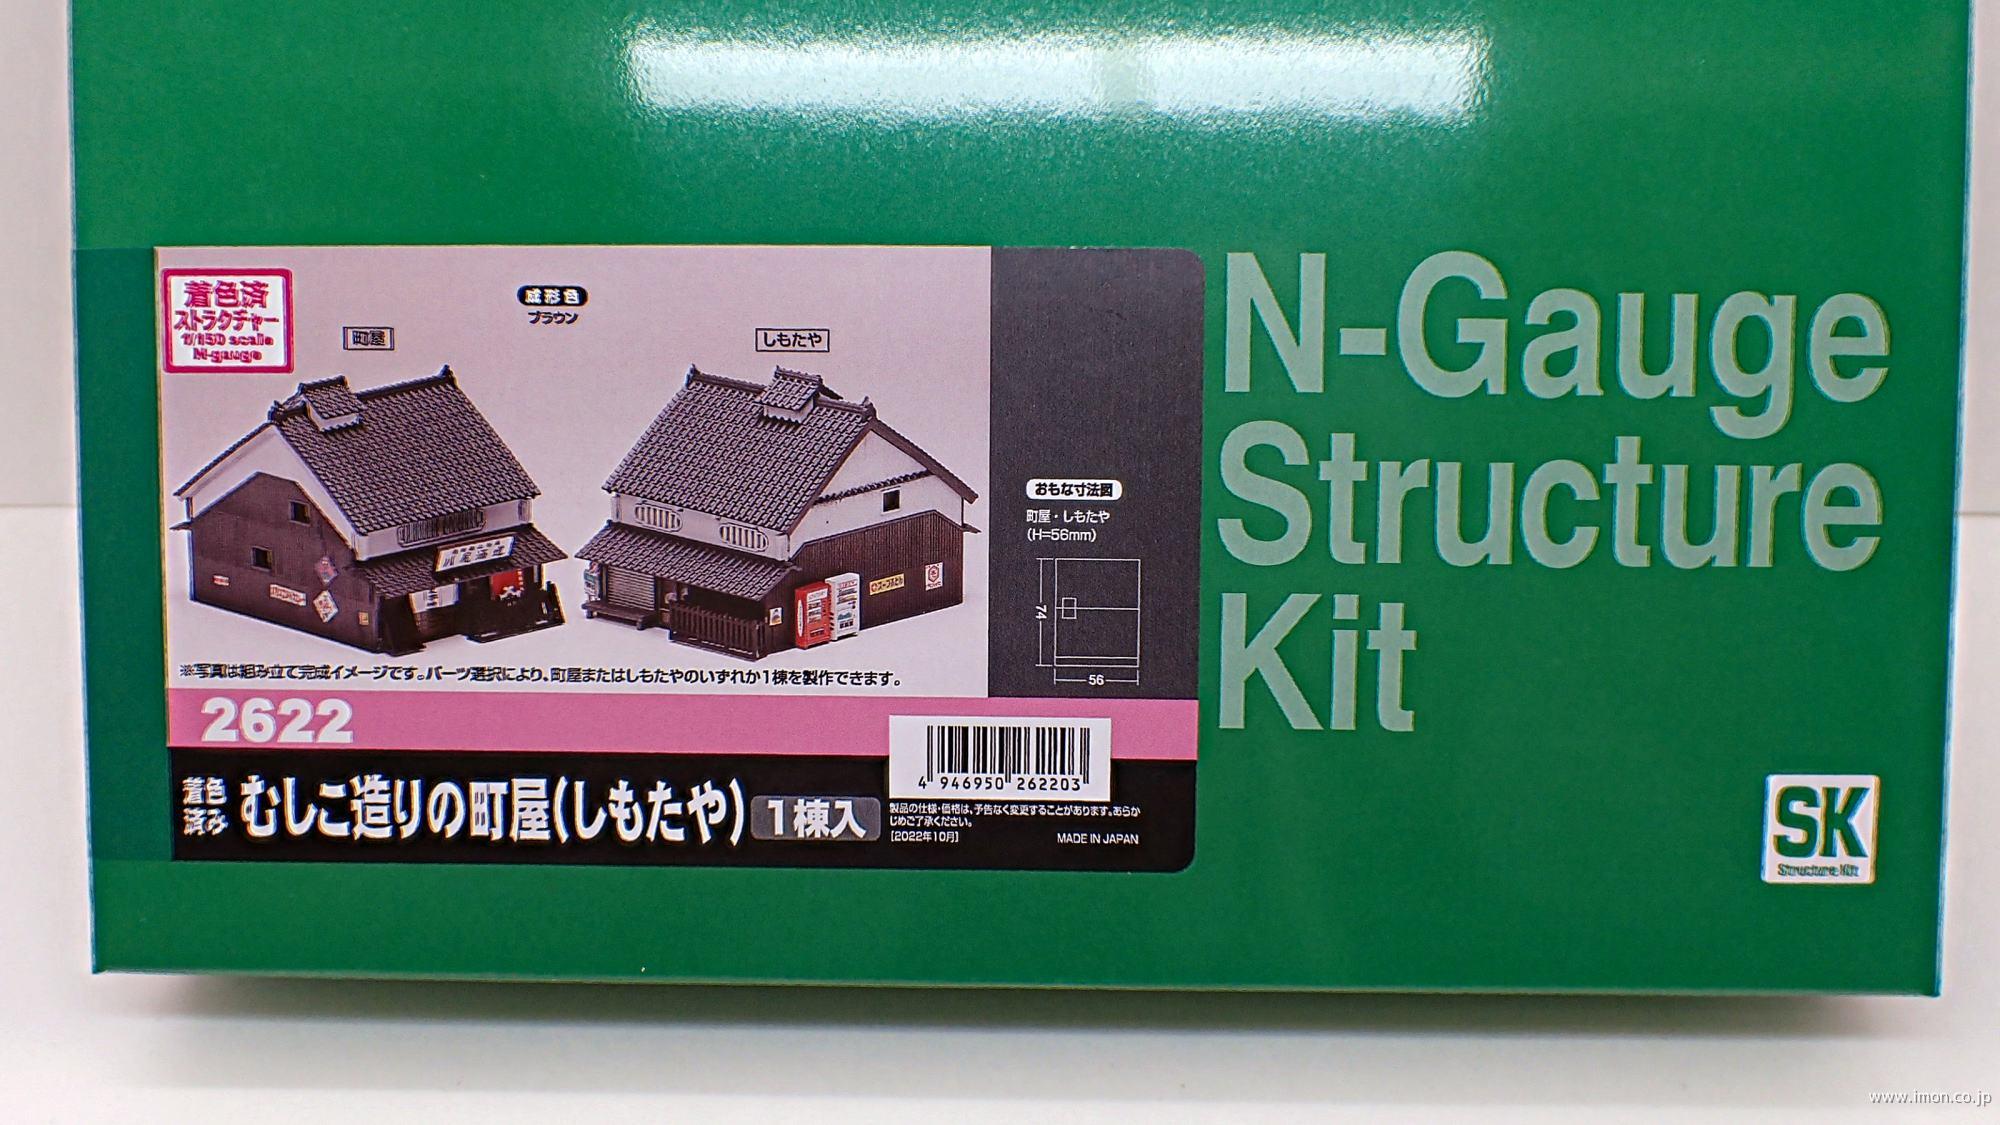 着色済
ストラクチャー
1/150 scale
N-gauge
成形色
ブラウン
町屋
しもたや
おもな寸法図
町屋・しもたや
(H=56mm)
74
56
※写真は組み立て完成イメージです。パーツ選択により、町屋またはしもたやのいずれか1棟を製作できます。
2622
着色済み むしこ造りの町屋(しもたや) 1棟入
4 946950 262203
製品の仕様・価格は、予告なく変更することがあります。あらか
じめご了承ください。
[2022年10月]
MADE IN JAPAN
N-Gauge
Structure
Kit
SK
Structure Kit
www.imon.co.jp